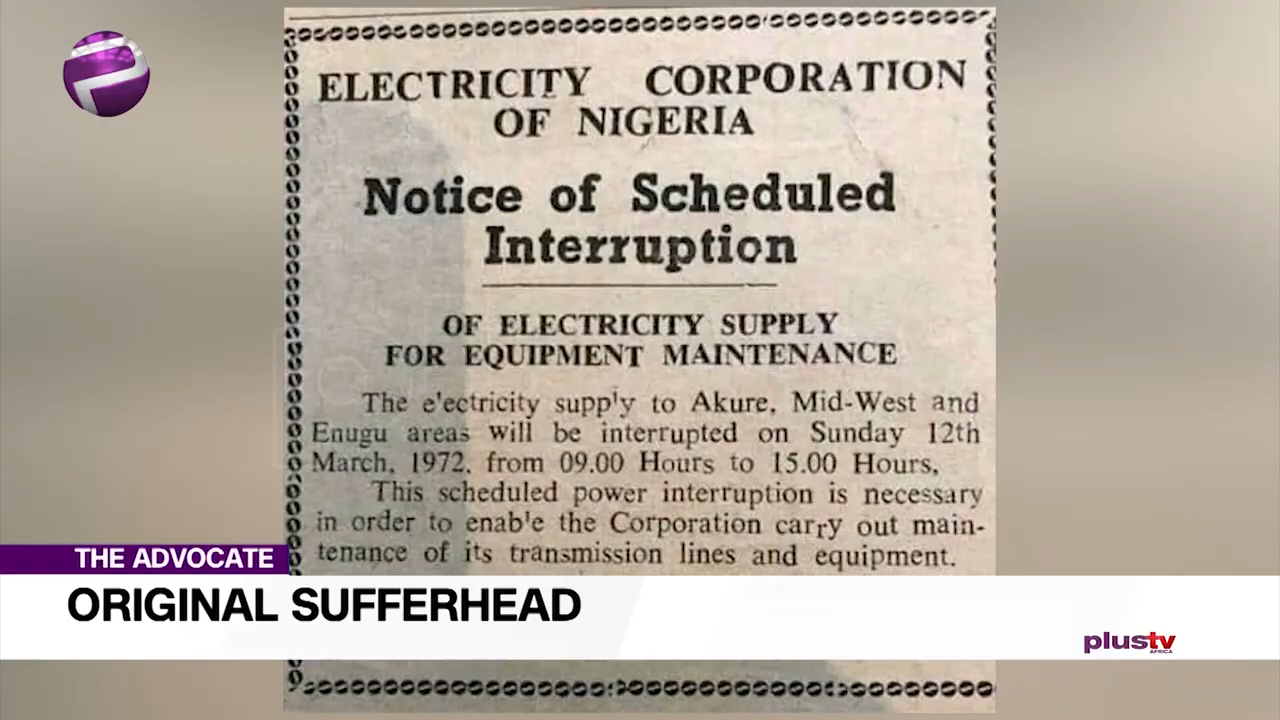 ELECTRICITY CORPORATION
OF NIGERIA
Notice of Scheduled
Interruption
OF ELECTRICITY SUPPLY
FOR EQUIPMENT MAINTENANCE
The e'ectricity supp'y to Akure, Mid-West and
Enugu areas will be interrupted on Sunday 12th
March, 1972, from 09.00 Hours to 15.00 Hours,
This scheduled power interruption is necessary
in order to enab'e the Corporation carry out main-
tenance of its transmission lines and equipment.
THE ADVOCATE
ORIGINAL SUFFERHEAD
plustv
AFRICA